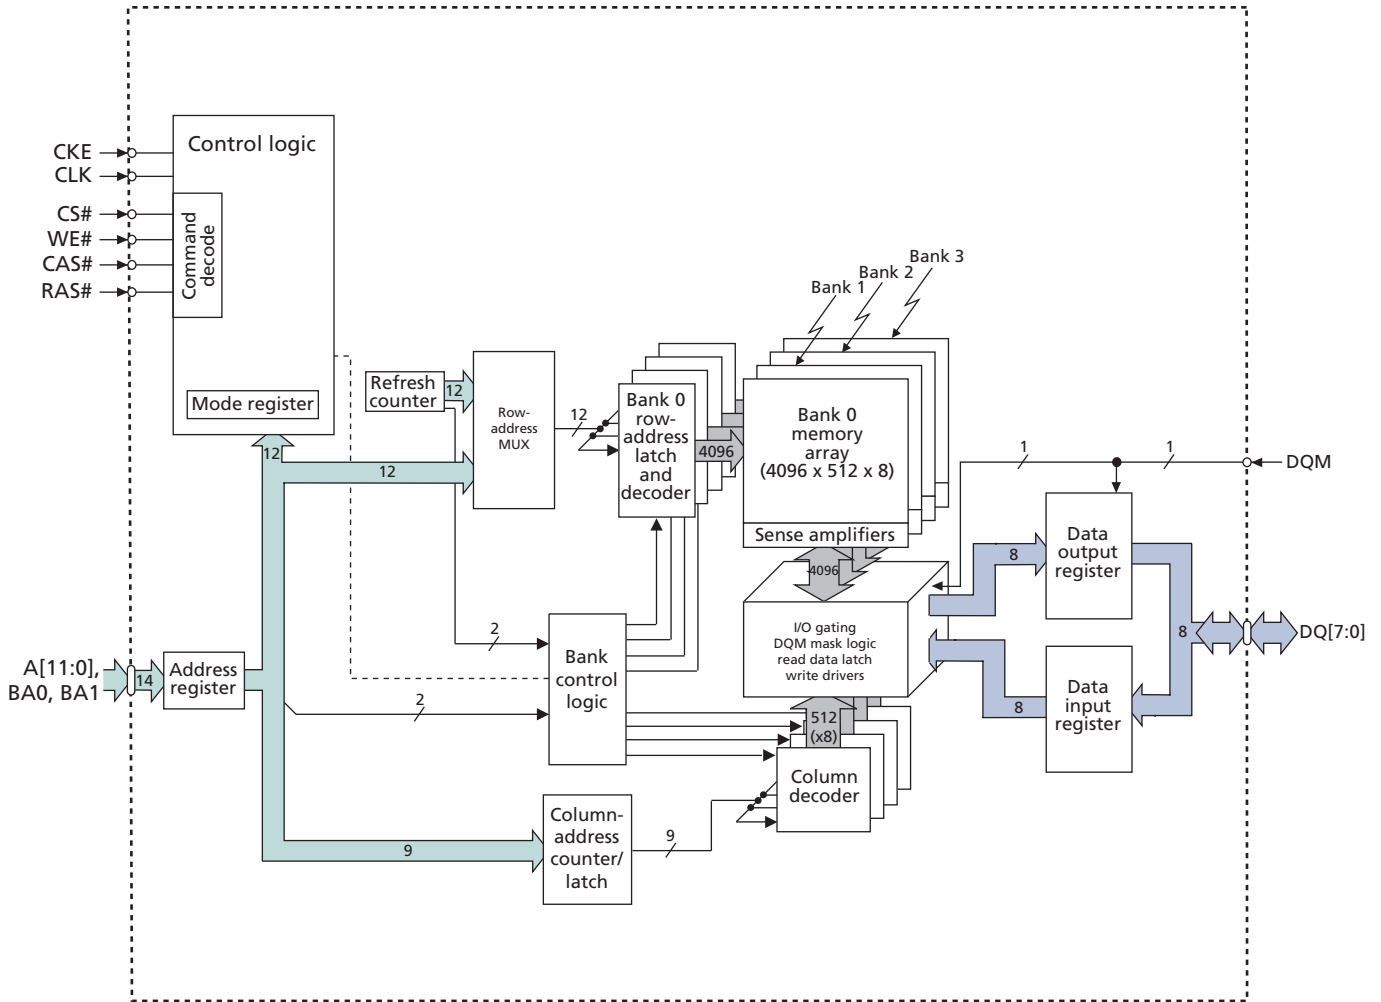 Control logic
CKE
CLK
CS#
WE#
CAS#
RAS#
Command
decode
Mode register
12
12
Refresh
counter
12
Row-
address
MUX
12
Bank 0
row-
address
latch
and
decoder
4096
Bank 1
Bank 2
Bank 3
Bank 0
memory
array
(4096 x 512 x 8)
Sense amplifiers
4096
I/O gating
DQM mask logic
read data latch
write drivers
1
1
DQM
8
Data
output
register
8
DQ[7:0]
8
Data
input
register
A[11:0],
BA0, BA1
14
Address
register
2
2
Bank
control
logic
512
(x8)
Column
decoder
9
Column-
address
counter/
latch
9